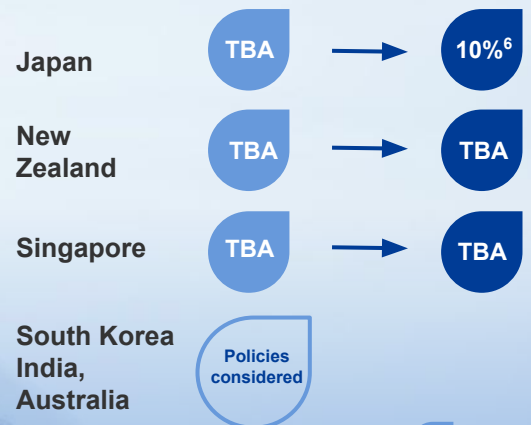 Japan
TBA
10%⁶
New
Zealand
TBA
TBA
Singapore
TBA
TBA
South Korea
India,
Australia
Policies
considered